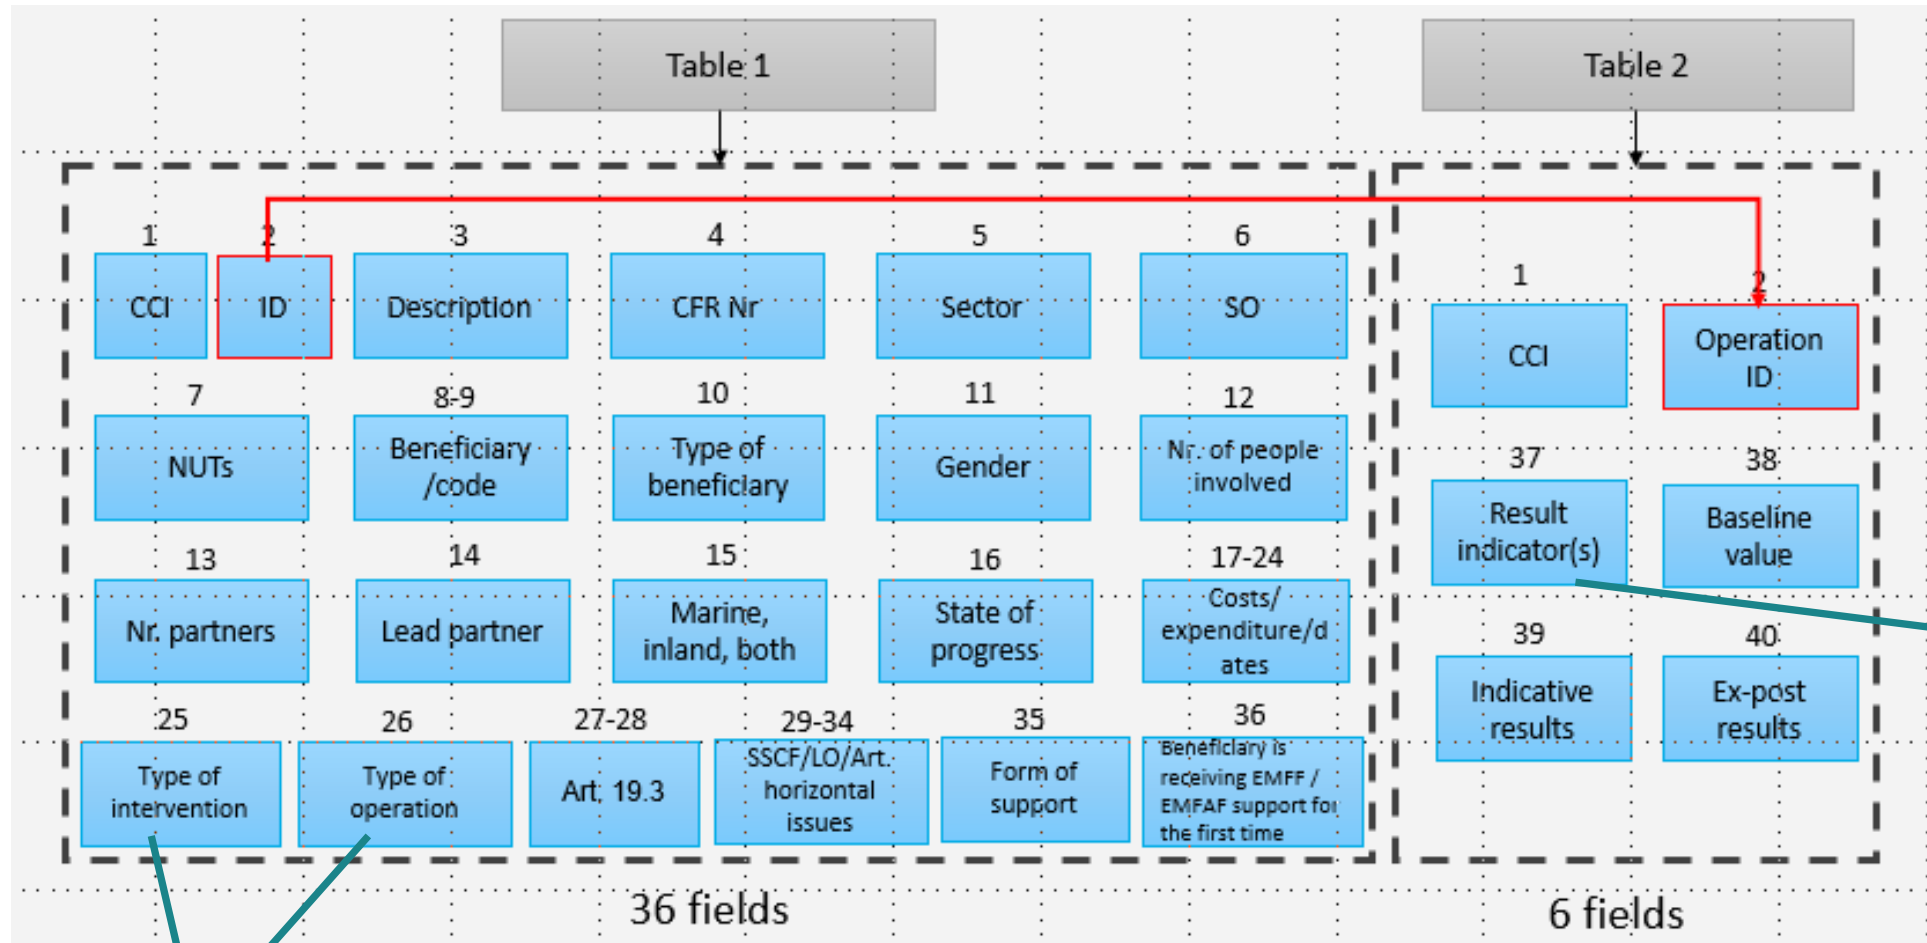 Table 1
Table 2
1
2
3
4
5
6
CCI
ID
Description
CFR Nr
Sector
SO
7
8-9
10
11
12
NUTs
Beneficiary
/code
Type of
beneficiary
Gender
Nr. of people
involved
13
14
15
16
17-24
Nr. partners
Lead partner
Marine,
inland, both
State of
progress
Costs/
expenditure/d
ates
25
26
27-28
29-34
35
36
Type of
intervention
Type of
operation
Art. 19.3
SSCF/LO/Art.
horizontal
issues
Form of
support
Beneficiary is
receiving EMFF /
EMFAF support for
the first time
36 fields
1
2
CCI
Operation
ID
37
38
Result
indicator(s)
Baseline
value
39
40
Indicative
results
Ex-post
results
6 fields